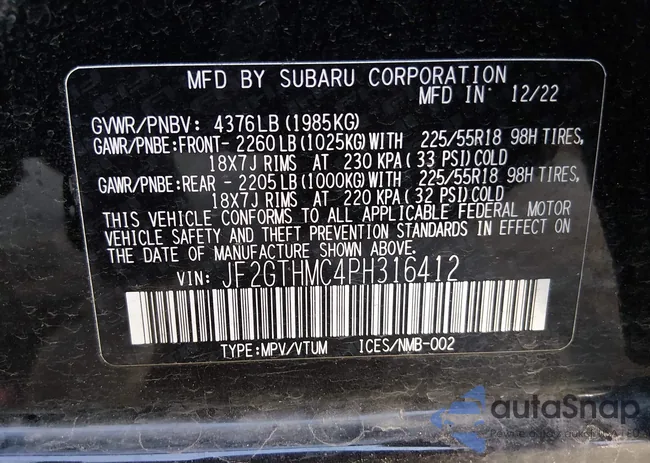 MFD BY SUBARU CORPORATION
MFD IN 12/22
GVWR/PNBV: 4376LB (1985KG)
GAWR/PNBE:FRONT- 2260LB (1025KG) WITH 225/55R18 98H TIRES,
18X7J RIMS AT 230 KPA (33 PSI) COLD
GAWR/PNBE:REAR - 2205LB (1000KG) WITH 225/55R18 98H TIRES,
18X7J RIMS AT 220 KPA (32 PSI) COLD
THIS VEHICLE CONFORMS TO ALL APPLICABLE FEDERAL MOTOR
VEHICLE SAFETY AND THEFT PREVENTION STANDARDS IN EFFECT ON
THE DATE OF MANUFACTURE SHOWN ABOVE.
VIN: JF2GTHMC4PH316412
TYPE:MPV/VTUM ICES/NMB-002
autoSnap